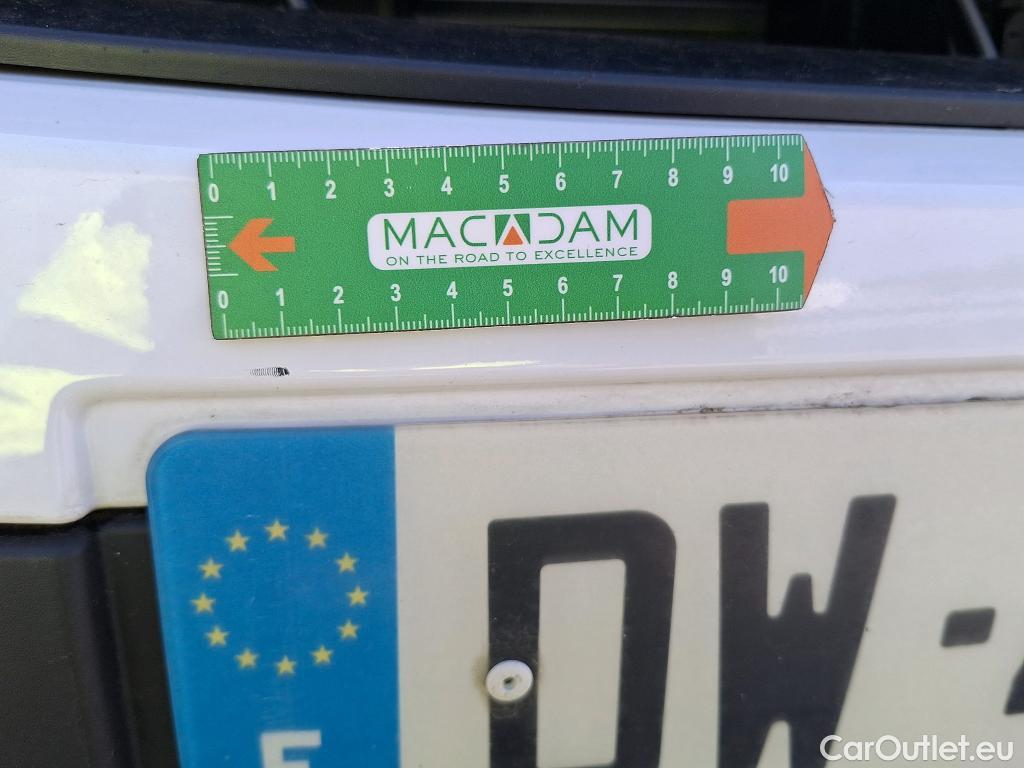 0 1 2 3 4 5 6 7 8 9 10
MACADAM
ON THE ROAD TO EXCELLENCE
0 1 2 3 4 5 6 7 8 9 10
DW-
CarOutlet.eu